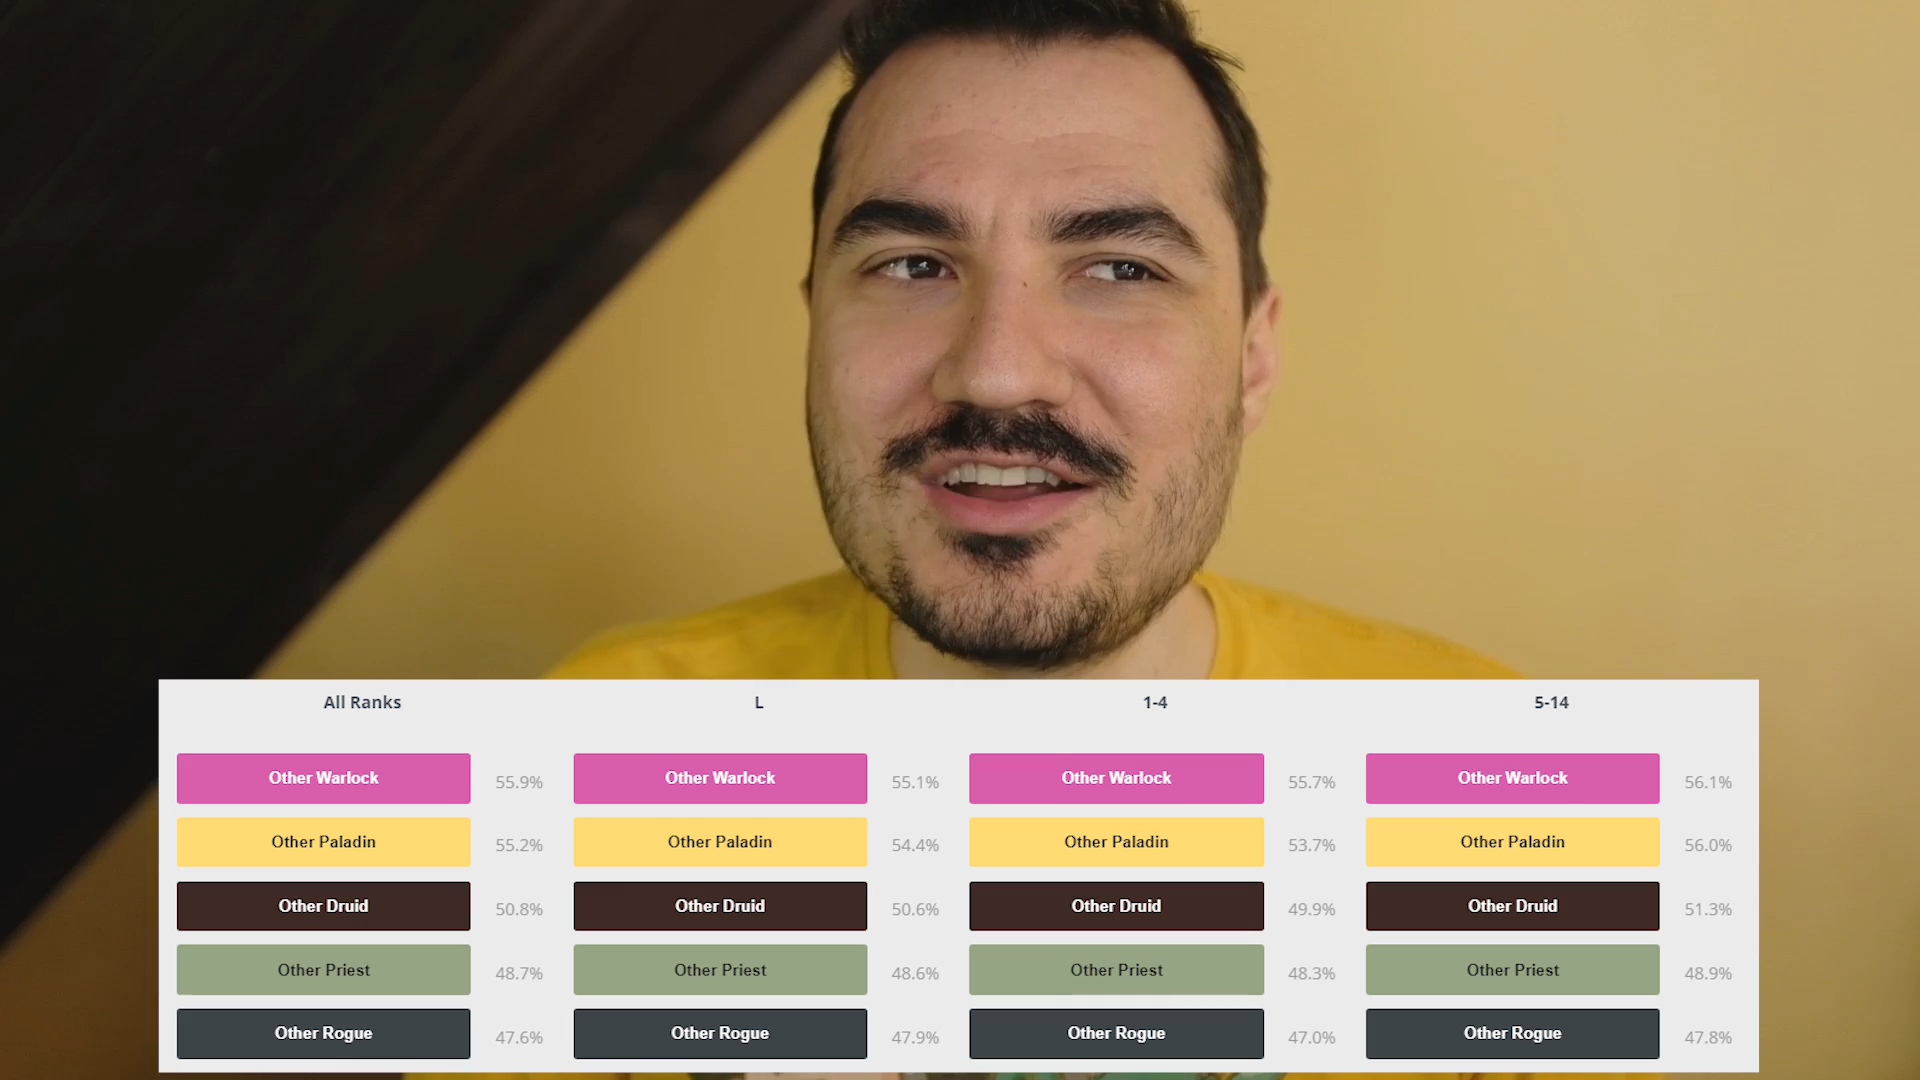 All Ranks L 1-4 5-14
Other Warlock 55.9% Other Warlock 55.1% Other Warlock 55.7% Other Warlock 56.1%
Other Paladin 55.2% Other Paladin 54.4% Other Paladin 53.7% Other Paladin 56.0%
Other Druid 50.8% Other Druid 50.6% Other Druid 49.9% Other Druid 51.3%
Other Priest 48.7% Other Priest 48.6% Other Priest 48.3% Other Priest 48.9%
Other Rogue 47.6% Other Rogue 47.9% Other Rogue 47.0% Other Rogue 47.8%